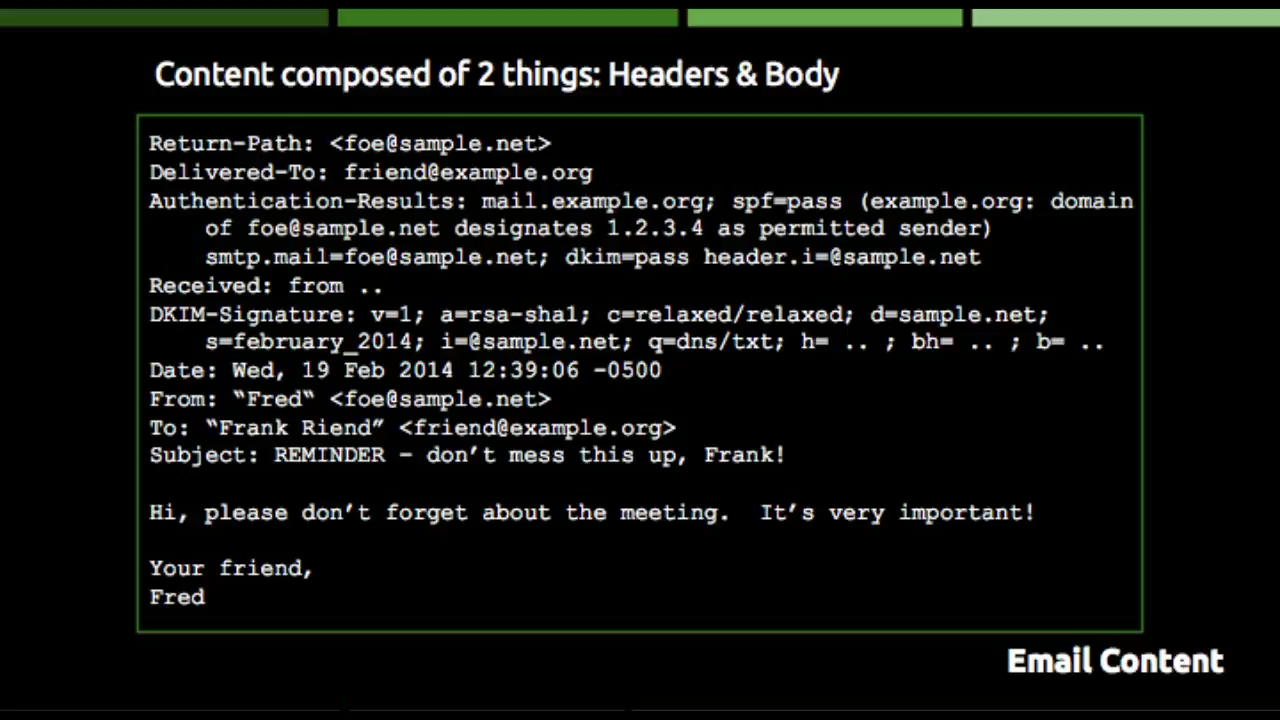 Content composed of 2 things: Headers & Body
Return-Path: <foe@sample.net>
Delivered-To: friend@example.org
Authentication-Results: mail.example.org; spf=pass (example.org: domain
of foe@sample.net designates 1.2.3.4 as permitted sender)
smtp.mail=foe@sample.net; dkim=pass header.i=@sample.net
Received: from ..
DKIM-Signature: v=1; a=rsa-sha1; c=relaxed/relaxed; d=sample.net;
s=february_2014; i=@sample.net; q=dns/txt; h= .. ; bh= .. ; b= ..
Date: Wed, 19 Feb 2014 12:39:06 -0500
From: “Fred“ <foe@sample.net>
To: “Frank Riend” <friend@example.org>
Subject: REMINDER – don’t mess this up, Frank!
Hi, please don’t forget about the meeting.  It’s very important!
Your friend,
Fred
Email Content